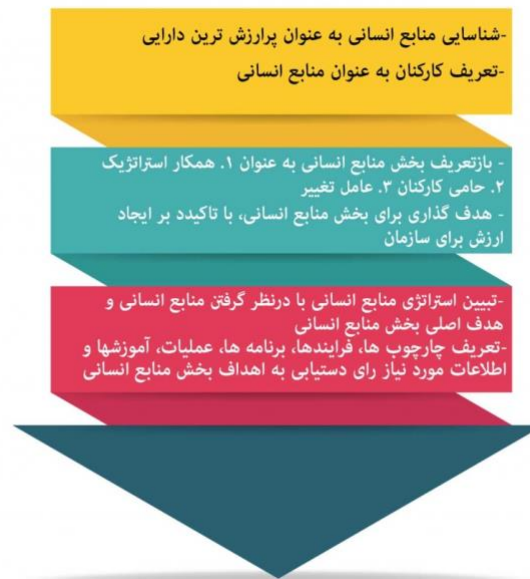 -شناسایی منابع انسانی به عنوان پرارزش ترین دارایی
-تعریف کارکنان به عنوان منابع انسانی
- بازتعریف بخش منابع انسانی به عنوان ۱. همکار استراتژیک
۲. حامی کارکنان ۳. عامل تغییر
- هدف گذاری برای بخش منابع انسانی، با تاکیدد بر ایجاد
ارزش برای سازمان
-تبیین استراتژی منابع انسانی با درنظر گرفتن منابع انسانی و
هدف اصلی بخش منابع انسانی
-تعریف چارچوب ها، فرایندها، برنامه ها، عملیات، آموزشها و
اطلاعات مورد نیاز رای دستیابی به اهداف بخش منابع انسانی